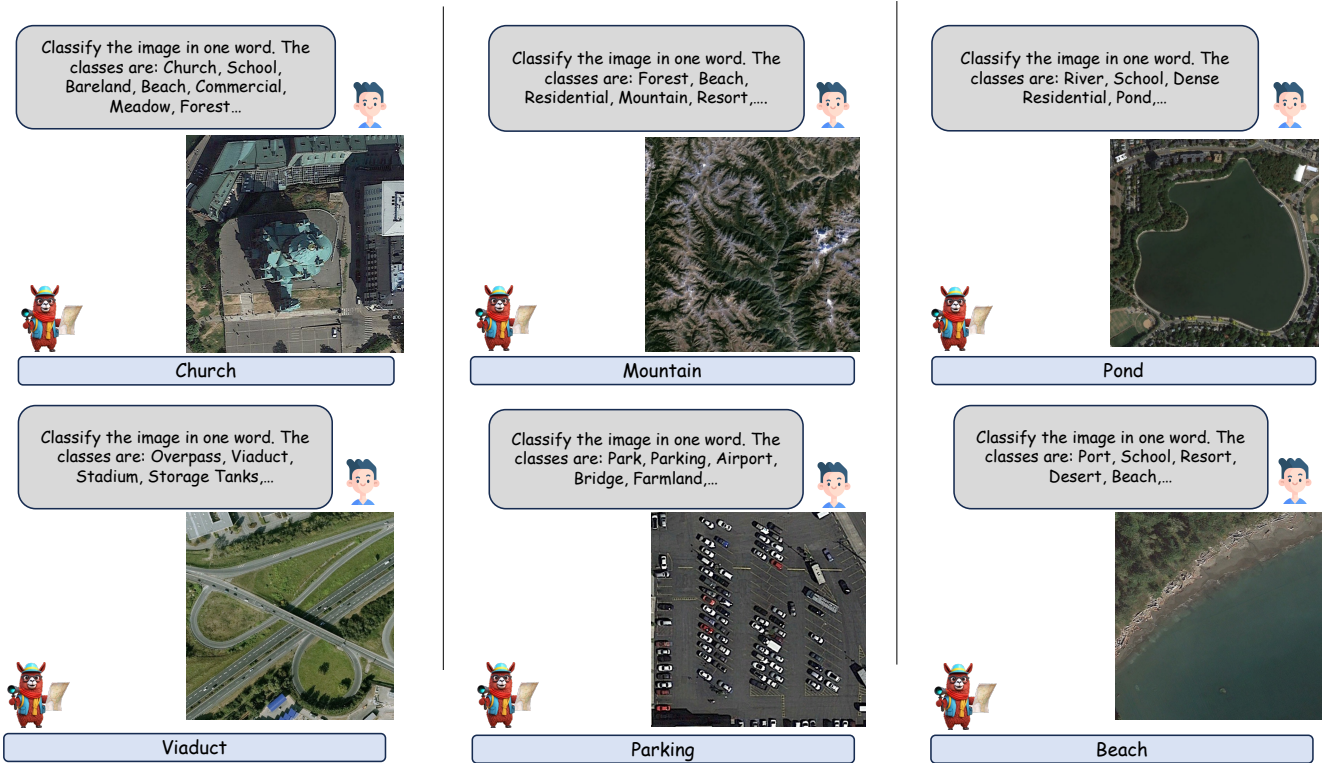 Classify the image in one word. The
classes are: Church, School,
Bareland, Beach, Commercial,
Meadow, Forest…
Church
Classify the image in one word. The
classes are: Forest, Beach,
Residential, Mountain, Resort,….
Mountain
Classify the image in one word. The
classes are: River, School, Dense
Residential, Pond,…
Pond
Classify the image in one word. The
classes are: Overpass, Viaduct,
Stadium, Storage Tanks,…
Viaduct
Classify the image in one word. The
classes are: Park, Parking, Airport,
Bridge, Farmland,…
Parking
Classify the image in one word. The
classes are: Port, School, Resort,
Desert, Beach,…
Beach